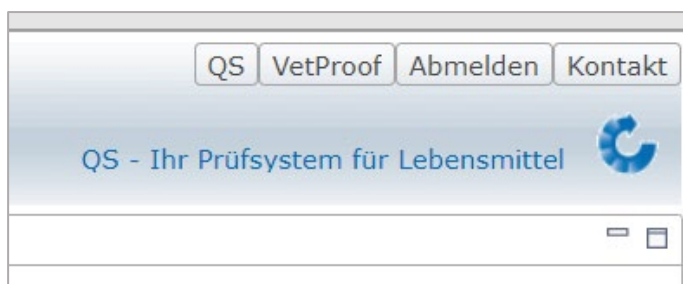 QS VetProof Abmelden Kontakt
QS - Ihr Prüfsystem für Lebensmittel